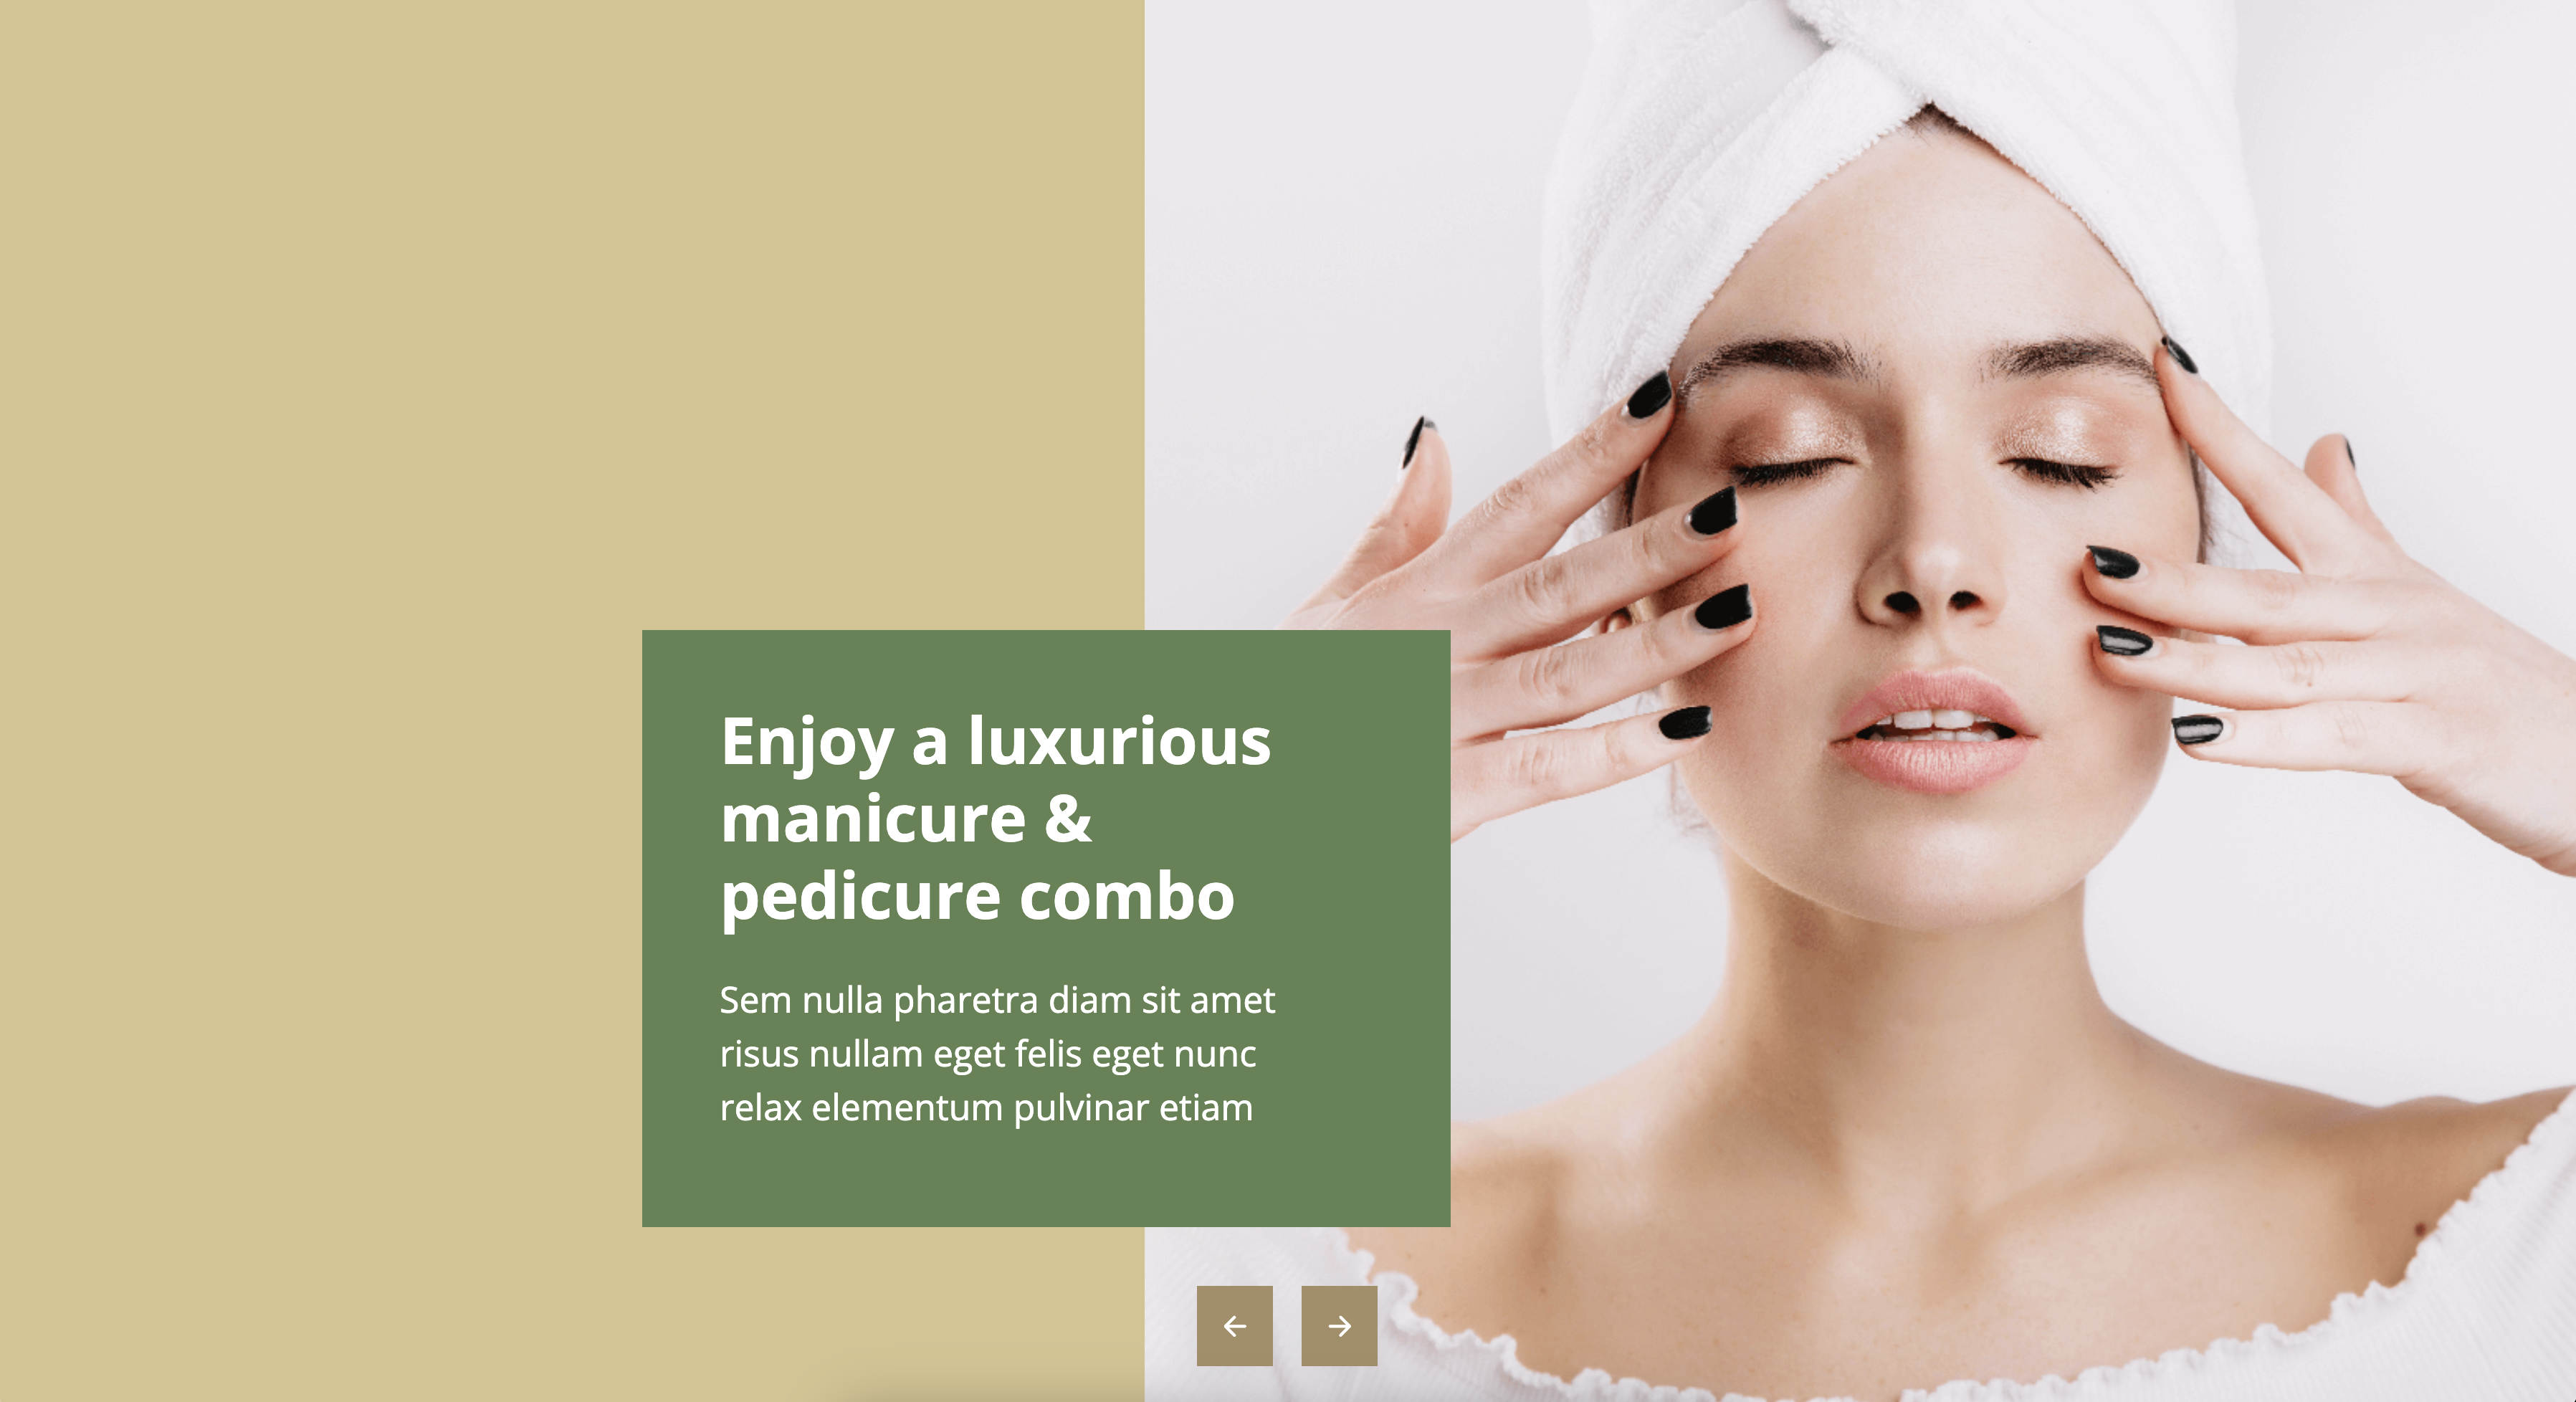 Enjoy a luxurious
manicure &
pedicure combo
Sem nulla pharetra diam sit amet
risus nullam eget felis eget nunc
relax elementum pulvinar etiam